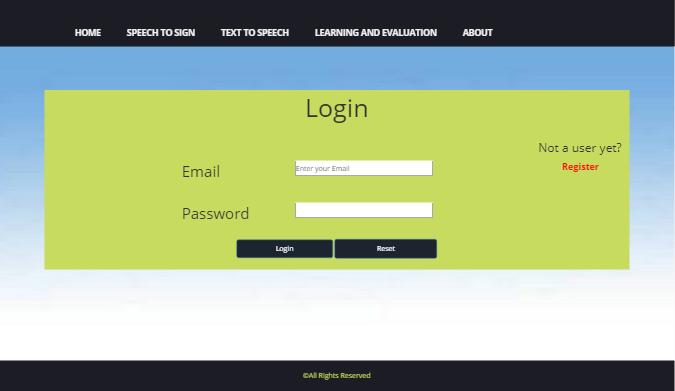 HOME SPEECH TO SIGN TEXT TO SPEECH LEARNING AND EVALUATION ABOUT
Login
Not a user yet?
Register
Email Enter your Email
Password
Login Reset
©All Rights Reserved